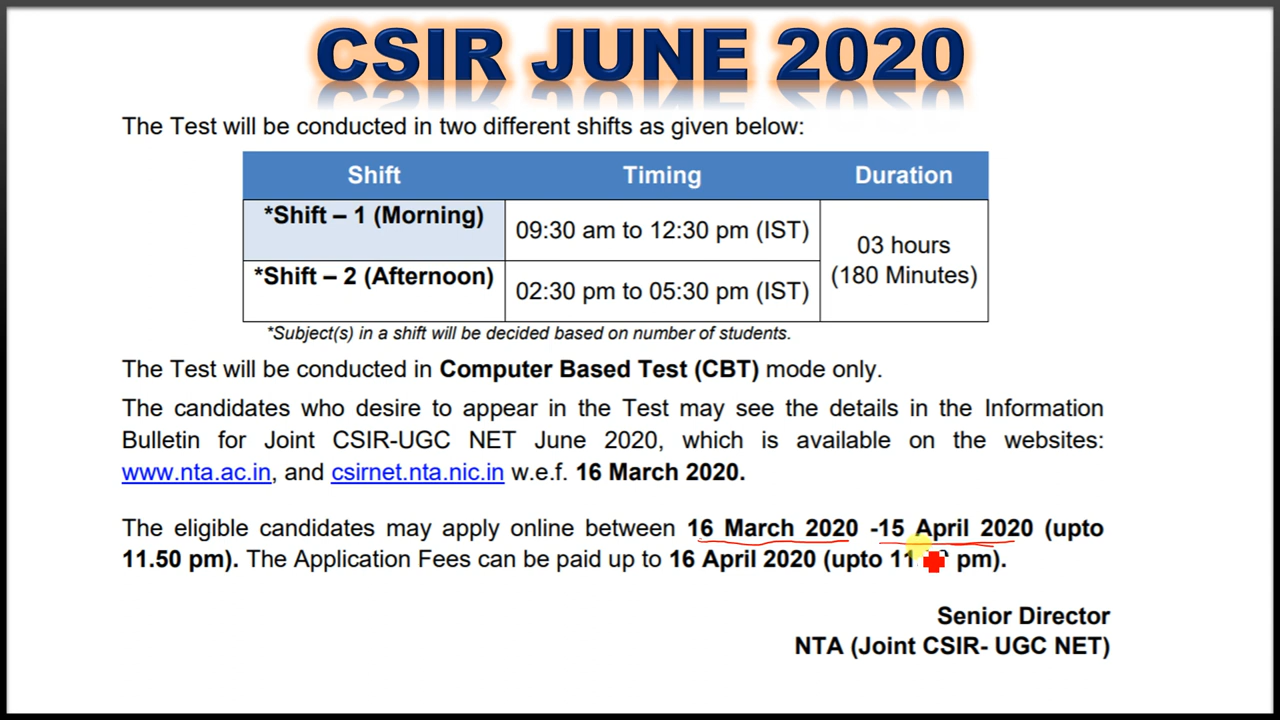 CSIR JUNE 2020
The Test will be conducted in two different shifts as given below:
Shift Timing Duration
*Shift – 1 (Morning) 09:30 am to 12:30 pm (IST) 03 hours (180 Minutes)
*Shift – 2 (Afternoon) 02:30 pm to 05:30 pm (IST)
*Subject(s) in a shift will be decided based on number of students.
The Test will be conducted in Computer Based Test (CBT) mode only.
The candidates who desire to appear in the Test may see the details in the Information
Bulletin for Joint CSIR-UGC NET June 2020, which is available on the websites:
www.nta.ac.in, and csirnet.nta.nic.in w.e.f. 16 March 2020.
The eligible candidates may apply online between 16 March 2020 -15 April 2020 (upto
11.50 pm). The Application Fees can be paid up to 16 April 2020 (upto pm).
Senior Director
NTA (Joint CSIR- UGC NET)